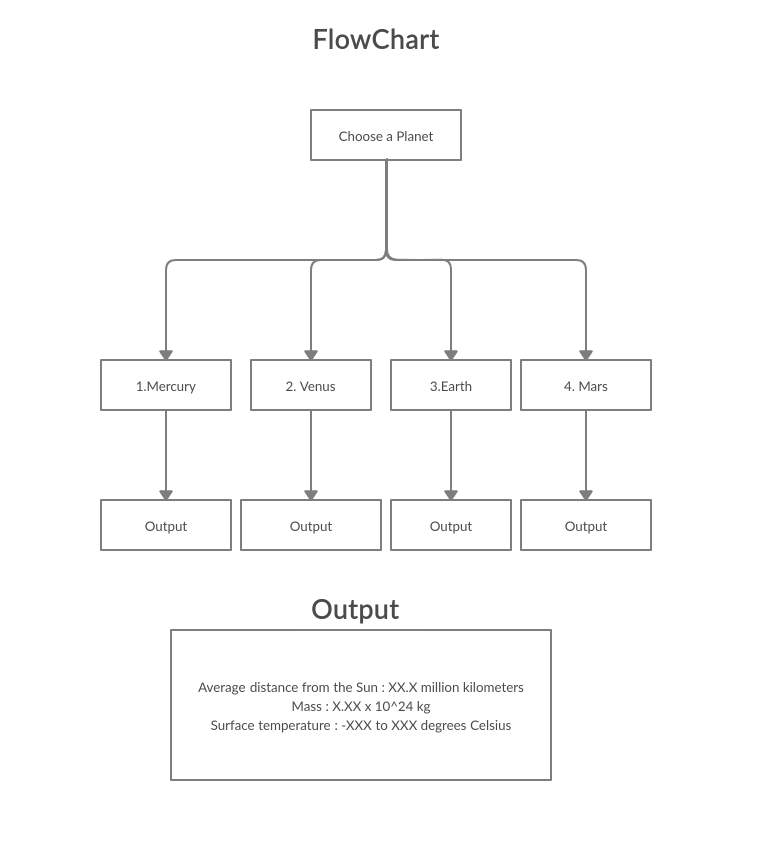 FlowChart
Choose a Planet
1.Mercury
2. Venus
3.Earth
4. Mars
Output
Output
Output
Output
Output
Average distance from the Sun : XX.X million kilometers
Mass : X.XX x 10^24 kg
Surface temperature : -XXX to XXX degrees Celsius